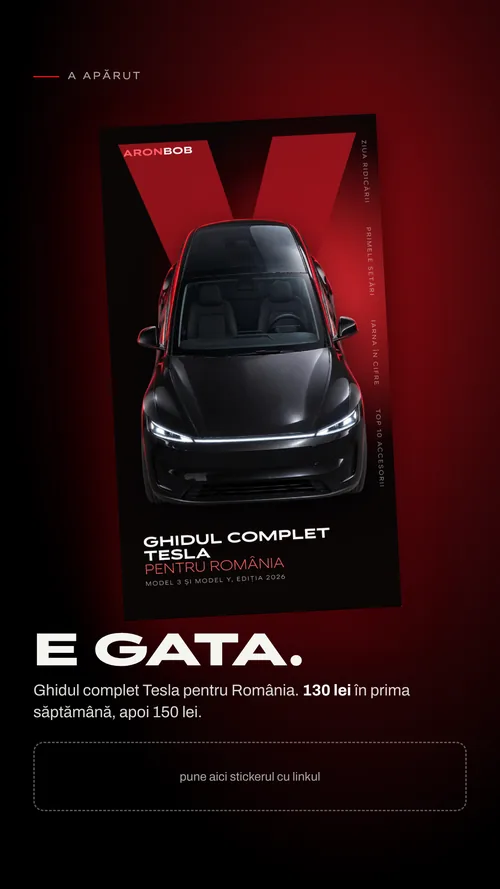 A APĂRUT
ARONBOB
ZIUA RIDICĂRII
PRIMELE SETĂRI
IARNA ÎN CIFRE
TOP 10 ACCESORII
GHIDUL COMPLET
TESLA
PENTRU ROMÂNIA
MODEL 3 ȘI MODEL Y, EDIȚIA 2026
E GATA.
Ghidul complet Tesla pentru România. 130 lei în prima
săptămână, apoi 150 lei.
pune aici stickerul cu linkul